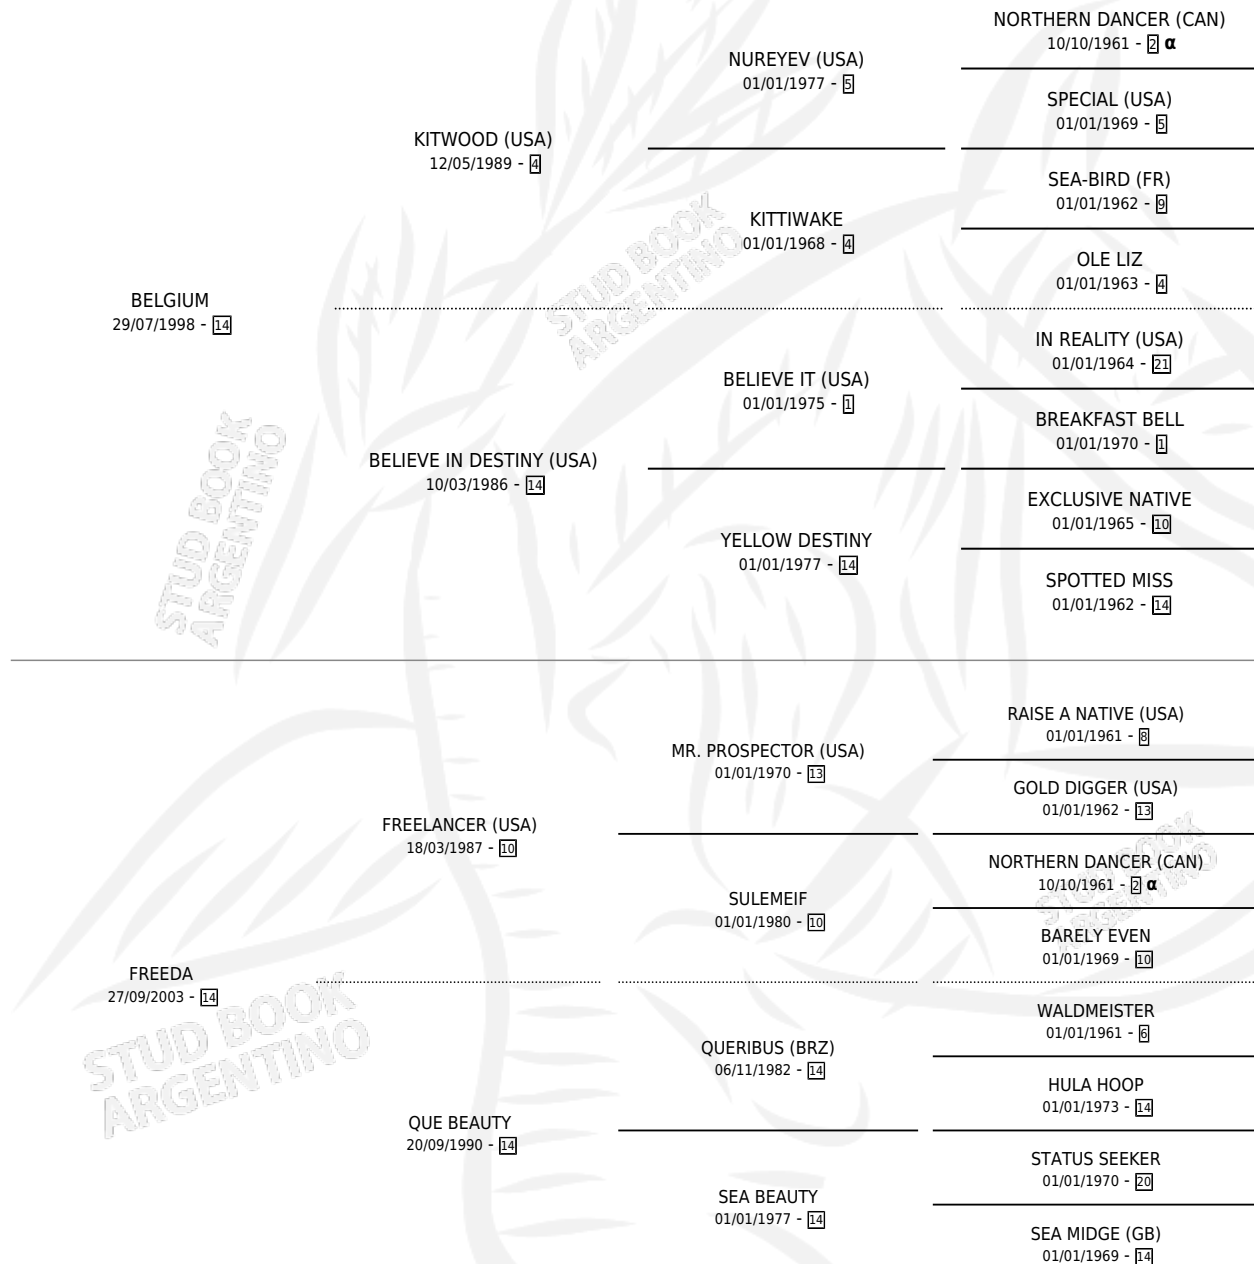 NORTHERN DANCER (CAN)
10/10/1961 - 2 α
NUREYEV (USA)
01/01/1977 - 5
SPECIAL (USA)
01/01/1969 - 5
KITWOOD (USA)
12/05/1989 - 4
SEA-BIRD (FR)
01/01/1962 - 9
KITTIWAKE
01/01/1968 - 4
OLE LIZ
01/01/1963 - 4
BELGIUM
29/07/1998 - 14
IN REALITY (USA)
01/01/1964 - 21
BELIEVE IT (USA)
01/01/1975 - 1
BREAKFAST BELL
01/01/1970 - 1
BELIEVE IN DESTINY (USA)
10/03/1986 - 14
EXCLUSIVE NATIVE
01/01/1965 - 10
YELLOW DESTINY
01/01/1977 - 14
SPOTTED MISS
01/01/1962 - 14
RAISE A NATIVE (USA)
01/01/1961 - 8
MR. PROSPECTOR (USA)
01/01/1970 - 13
GOLD DIGGER (USA)
01/01/1962 - 13
FREELANCER (USA)
18/03/1987 - 10
NORTHERN DANCER (CAN)
10/10/1961 - 2 α
SULEMEIF
01/01/1980 - 10
BARELY EVEN
01/01/1969 - 10
FREEDA
27/09/2003 - 14
WALDMEISTER
01/01/1961 - 6
QUERIBUS (BRZ)
06/11/1982 - 14
HULA HOOP
01/01/1973 - 14
QUE BEAUTY
20/09/1990 - 14
STATUS SEEKER
01/01/1970 - 20
SEA BEAUTY
01/01/1977 - 14
SEA MIDGE (GB)
01/01/1969 - 14
STUD BOOK
ARGENTINO
STUD BOOK
ARGENTINO
STUD BOOK
ARGENTINO
STUD BOOK
ARGENTINO